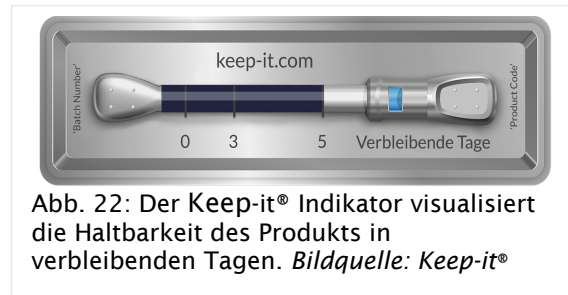 keep-it.com
'Batch Number'
'Product Code'
0 3 5 Verbleibende Tage
Abb. 22: Der Keep-it® Indikator visualisiert
die Haltbarkeit des Produkts in
verbleibenden Tagen. Bildquelle: Keep-it®